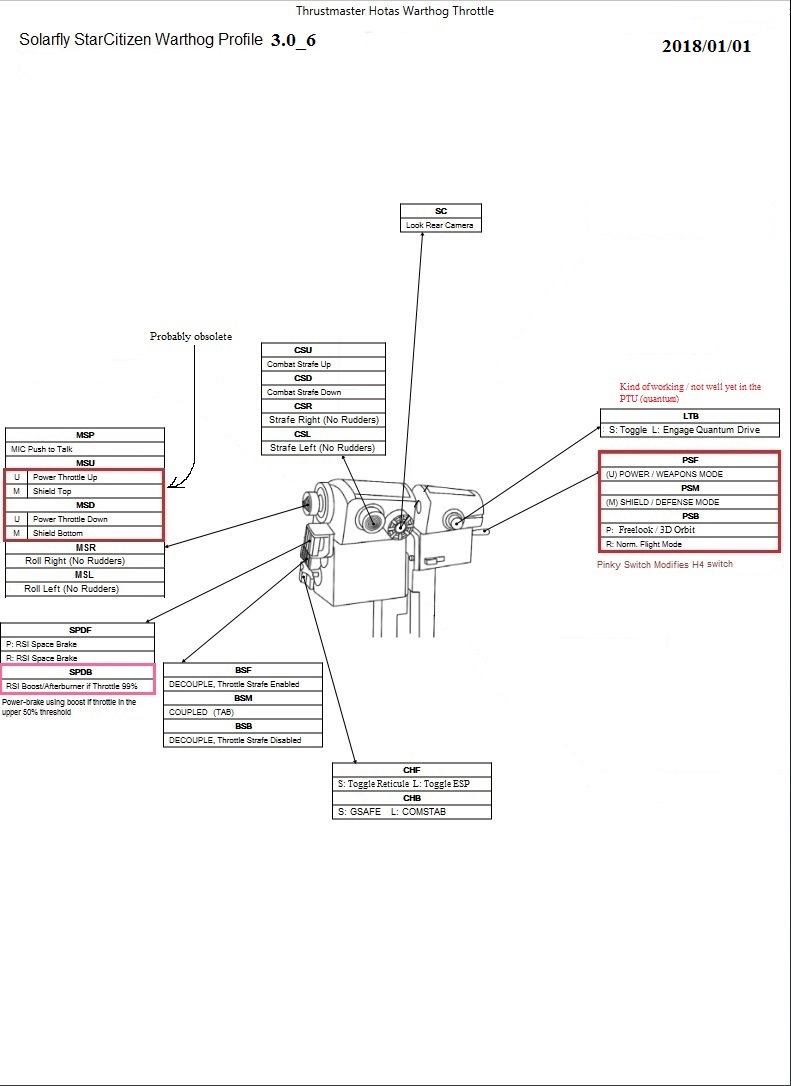 Thrustmaster Hotas Warthog Throttle
Solarfly StarCitizen Warthog Profile 3.0_6
2018/01/01
SC
Look Rear Camera
Probably obsolete
CSU
Combat Strafe Up
CSD
Combat Strafe Down
CSR
Strafe Right (No Rudders)
CSL
Strafe Left (No Rudders)
Kind of working / not well yet in the
PTU (quantum)
LTB
S: Toggle L: Engage Quantum Drive
MSP
MIC Push to Talk
MSU
U Power Throttle Up
M Shield Top
MSD
U Power Throttle Down
M Shield Bottom
MSR
Roll Right (No Rudders)
MSL
Roll Left (No Rudders)
PSF
(U) POWER / WEAPONS MODE
PSM
(M) SHIELD / DEFENSE MODE
PSB
P: Freelook / 3D Orbit
R: Norm. Flight Mode
Pinky Switch Modifies H4 switch
SPDF
P: RSI Space Brake
R: RSI Space Brake
SPDB
RSI Boost/Afterburner if Throttle 99%
Power-brake using boost if throttle in the
upper 50% threshold
BSF
DECOUPLE, Throttle Strafe Enabled
BSM
COUPLED (TAB)
BSB
DECOUPLE, Throttle Strafe Disabled
CHF
S: Toggle Reticule L: Toggle ESP
CHB
S: GSAFE L: COMSTAB